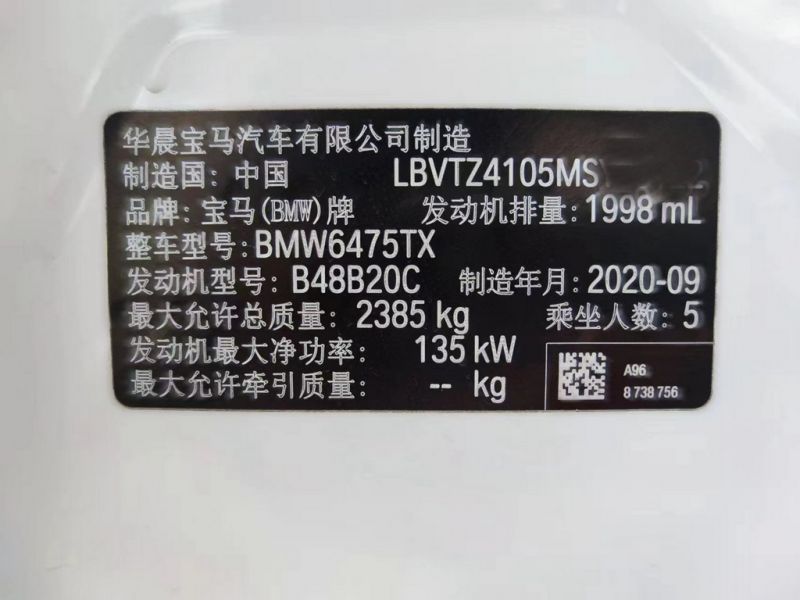 华晨宝马汽车有限公司制造
制造国: 中国 LBVTZ4105MS
品牌: 宝马(BMW)牌 发动机排量: 1998 mL
整车型号: BMW6475TX
发动机型号: B48B20C 制造年月: 2020-09
最大允许总质量: 2385 kg 乘坐人数: 5
发动机最大净功率: 135 kW
最大允许牵引质量: -- kg
A96
8 738 756